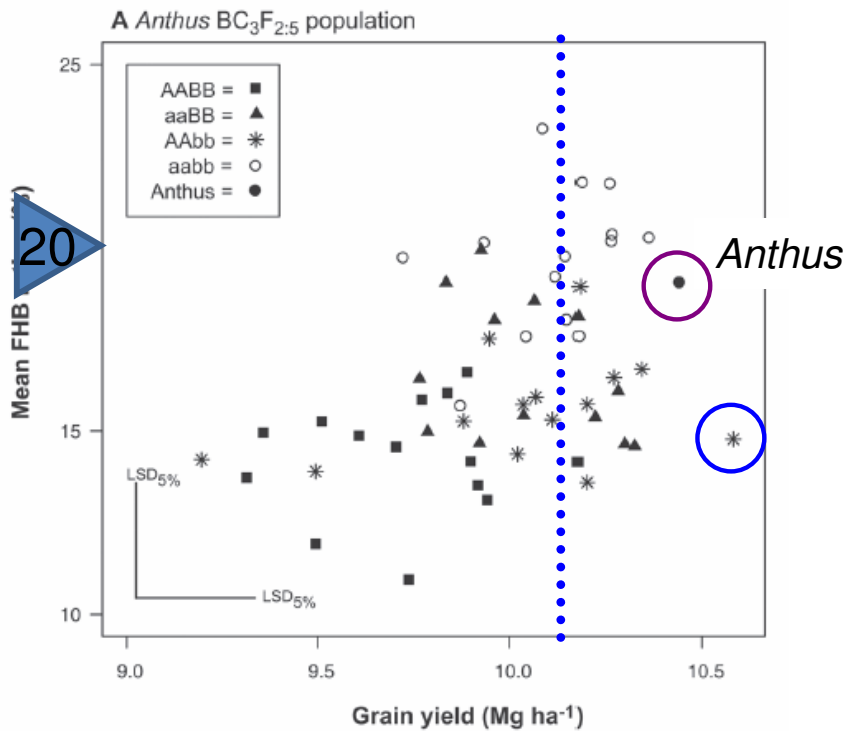 A Anthus BC3F2:5 population
25
AABB =
aaBB =
AAbb =
aabb =
Anthus =
20
Anthus
Mean FHB
15
LSD5%
LSD5%
10
9.0 9.5 10.0 10.5
Grain yield (Mg ha-1)